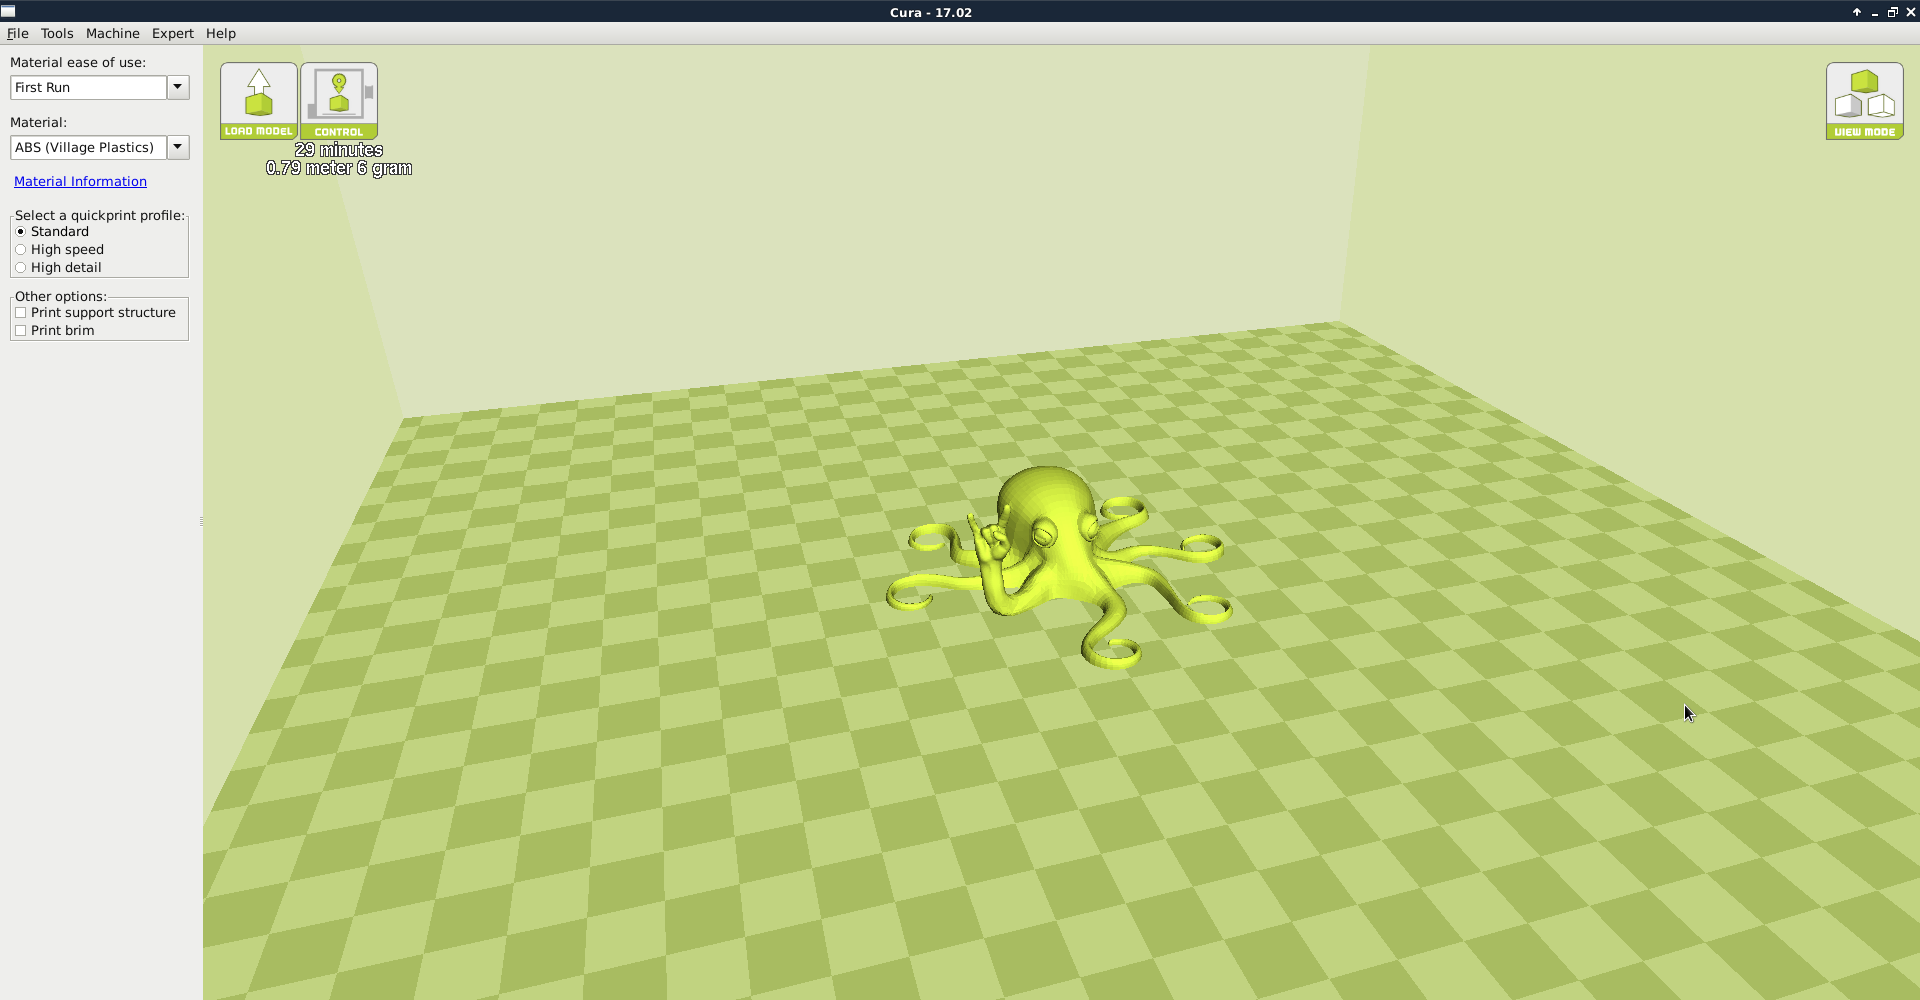 Cura - 17.02
File Tools Machine Expert Help
Material ease of use:
First Run
Material:
ABS (Village Plastics)
Material Information
Select a quickprint profile:
Standard
High speed
High detail
Other options:
Print support structure
Print brim
LOAD MODEL
CONTROL
29 minutes
0.79 meter 6 gram
VIEW MODE